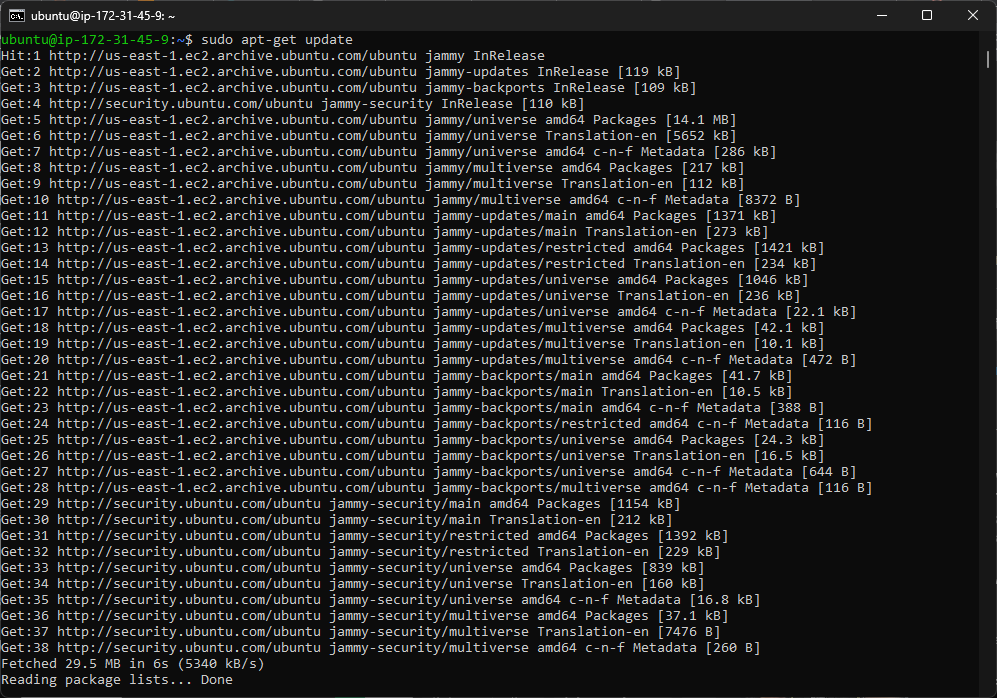 ubuntu@ip-172-31-45-9: ~
ubuntu@ip-172-31-45-9:~$ sudo apt-get update
Hit:1 http://us-east-1.ec2.archive.ubuntu.com/ubuntu jammy InRelease
Get:2 http://us-east-1.ec2.archive.ubuntu.com/ubuntu jammy-updates InRelease [119 kB]
Get:3 http://us-east-1.ec2.archive.ubuntu.com/ubuntu jammy-backports InRelease [109 kB]
Get:4 http://security.ubuntu.com/ubuntu jammy-security InRelease [110 kB]
Get:5 http://us-east-1.ec2.archive.ubuntu.com/ubuntu jammy/universe amd64 Packages [14.1 MB]
Get:6 http://us-east-1.ec2.archive.ubuntu.com/ubuntu jammy/universe Translation-en [5652 kB]
Get:7 http://us-east-1.ec2.archive.ubuntu.com/ubuntu jammy/universe amd64 c-n-f Metadata [286 kB]
Get:8 http://us-east-1.ec2.archive.ubuntu.com/ubuntu jammy/multiverse amd64 Packages [217 kB]
Get:9 http://us-east-1.ec2.archive.ubuntu.com/ubuntu jammy/multiverse Translation-en [112 kB]
Get:10 http://us-east-1.ec2.archive.ubuntu.com/ubuntu jammy/multiverse amd64 c-n-f Metadata [8372 B]
Get:11 http://us-east-1.ec2.archive.ubuntu.com/ubuntu jammy-updates/main amd64 Packages [1371 kB]
Get:12 http://us-east-1.ec2.archive.ubuntu.com/ubuntu jammy-updates/main Translation-en [273 kB]
Get:13 http://us-east-1.ec2.archive.ubuntu.com/ubuntu jammy-updates/restricted amd64 Packages [1421 kB]
Get:14 http://us-east-1.ec2.archive.ubuntu.com/ubuntu jammy-updates/restricted Translation-en [234 kB]
Get:15 http://us-east-1.ec2.archive.ubuntu.com/ubuntu jammy-updates/universe amd64 Packages [1046 kB]
Get:16 http://us-east-1.ec2.archive.ubuntu.com/ubuntu jammy-updates/universe Translation-en [236 kB]
Get:17 http://us-east-1.ec2.archive.ubuntu.com/ubuntu jammy-updates/universe amd64 c-n-f Metadata [22.1 kB]
Get:18 http://us-east-1.ec2.archive.ubuntu.com/ubuntu jammy-updates/multiverse amd64 Packages [42.1 kB]
Get:19 http://us-east-1.ec2.archive.ubuntu.com/ubuntu jammy-updates/multiverse Translation-en [10.1 kB]
Get:20 http://us-east-1.ec2.archive.ubuntu.com/ubuntu jammy-updates/multiverse amd64 c-n-f Metadata [472 B]
Get:21 http://us-east-1.ec2.archive.ubuntu.com/ubuntu jammy-backports/main amd64 Packages [41.7 kB]
Get:22 http://us-east-1.ec2.archive.ubuntu.com/ubuntu jammy-backports/main Translation-en [10.5 kB]
Get:23 http://us-east-1.ec2.archive.ubuntu.com/ubuntu jammy-backports/main amd64 c-n-f Metadata [388 B]
Get:24 http://us-east-1.ec2.archive.ubuntu.com/ubuntu jammy-backports/restricted amd64 c-n-f Metadata [116 B]
Get:25 http://us-east-1.ec2.archive.ubuntu.com/ubuntu jammy-backports/universe amd64 Packages [24.3 kB]
Get:26 http://us-east-1.ec2.archive.ubuntu.com/ubuntu jammy-backports/universe Translation-en [16.5 kB]
Get:27 http://us-east-1.ec2.archive.ubuntu.com/ubuntu jammy-backports/universe amd64 c-n-f Metadata [644 B]
Get:28 http://us-east-1.ec2.archive.ubuntu.com/ubuntu jammy-backports/multiverse amd64 c-n-f Metadata [116 B]
Get:29 http://security.ubuntu.com/ubuntu jammy-security/main amd64 Packages [1154 kB]
Get:30 http://security.ubuntu.com/ubuntu jammy-security/main Translation-en [212 kB]
Get:31 http://security.ubuntu.com/ubuntu jammy-security/restricted amd64 Packages [1392 kB]
Get:32 http://security.ubuntu.com/ubuntu jammy-security/restricted Translation-en [229 kB]
Get:33 http://security.ubuntu.com/ubuntu jammy-security/universe amd64 Packages [839 kB]
Get:34 http://security.ubuntu.com/ubuntu jammy-security/universe Translation-en [160 kB]
Get:35 http://security.ubuntu.com/ubuntu jammy-security/universe amd64 c-n-f Metadata [16.8 kB]
Get:36 http://security.ubuntu.com/ubuntu jammy-security/multiverse amd64 Packages [37.1 kB]
Get:37 http://security.ubuntu.com/ubuntu jammy-security/multiverse Translation-en [7476 B]
Get:38 http://security.ubuntu.com/ubuntu jammy-security/multiverse amd64 c-n-f Metadata [260 B]
Fetched 29.5 MB in 6s (5340 kB/s)
Reading package lists... Done